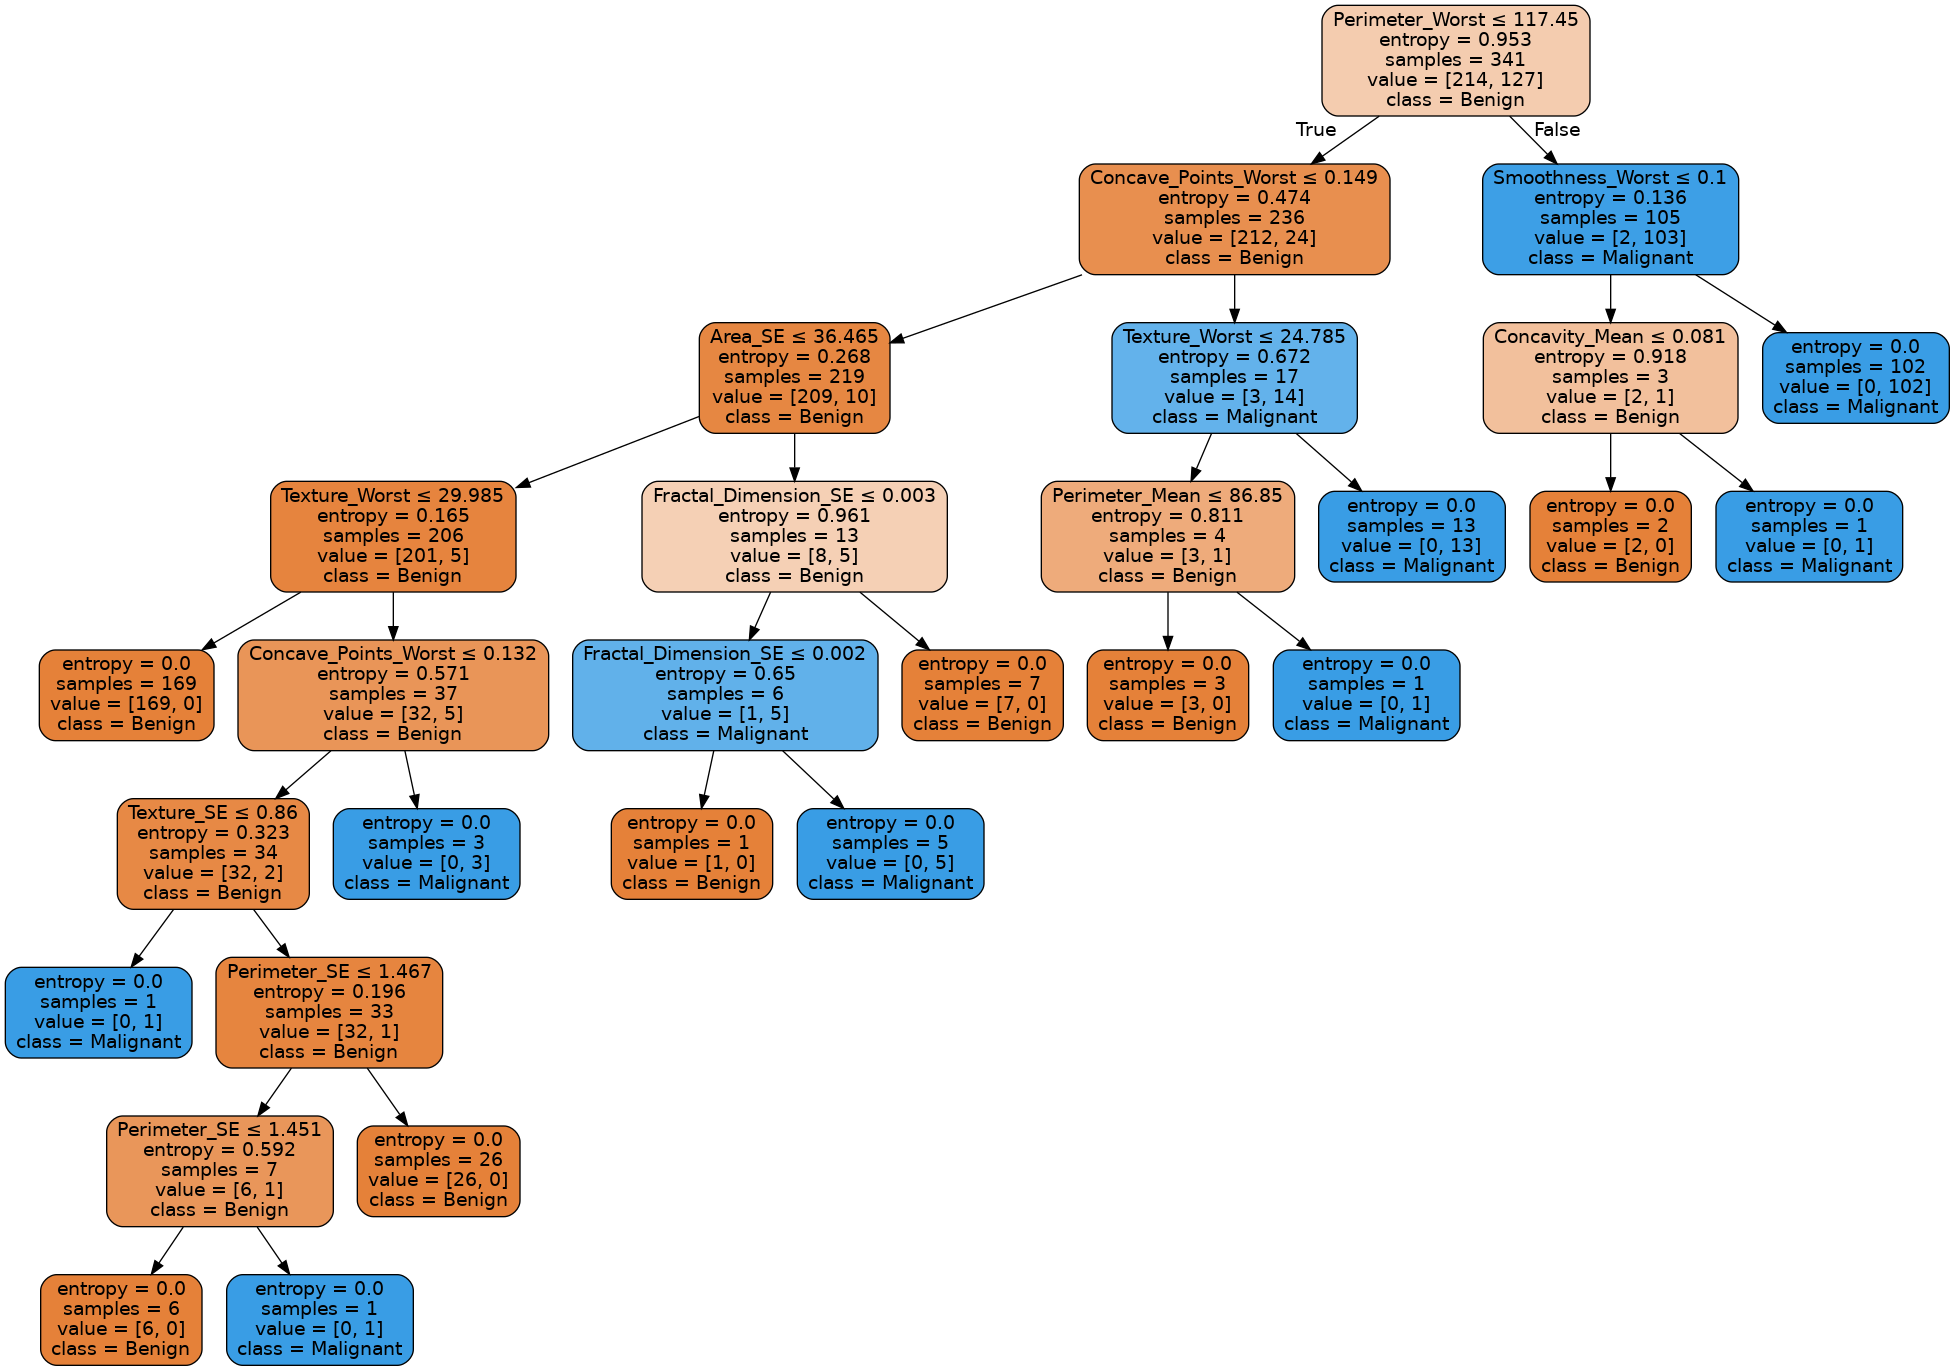 Perimeter_Worst ≤ 117.45
entropy = 0.953
samples = 341
value = [214, 127]
class = Benign
True
False
Concave_Points_Worst ≤ 0.149
entropy = 0.474
samples = 236
value = [212, 24]
class = Benign
Smoothness_Worst ≤ 0.1
entropy = 0.136
samples = 105
value = [2, 103]
class = Malignant
Area_SE ≤ 36.465
entropy = 0.268
samples = 219
value = [209, 10]
class = Benign
Texture_Worst ≤ 24.785
entropy = 0.672
samples = 17
value = [3, 14]
class = Malignant
Concavity_Mean ≤ 0.081
entropy = 0.918
samples = 3
value = [2, 1]
class = Benign
entropy = 0.0
samples = 102
value = [0, 102]
class = Malignant
Texture_Worst ≤ 29.985
entropy = 0.165
samples = 206
value = [201, 5]
class = Benign
Fractal_Dimension_SE ≤ 0.003
entropy = 0.961
samples = 13
value = [8, 5]
class = Benign
Perimeter_Mean ≤ 86.85
entropy = 0.811
samples = 4
value = [3, 1]
class = Benign
entropy = 0.0
samples = 13
value = [0, 13]
class = Malignant
entropy = 0.0
samples = 2
value = [2, 0]
class = Benign
entropy = 0.0
samples = 1
value = [0, 1]
class = Malignant
entropy = 0.0
samples = 169
value = [169, 0]
class = Benign
Concave_Points_Worst ≤ 0.132
entropy = 0.571
samples = 37
value = [32, 5]
class = Benign
Fractal_Dimension_SE ≤ 0.002
entropy = 0.65
samples = 6
value = [1, 5]
class = Malignant
entropy = 0.0
samples = 7
value = [7, 0]
class = Benign
entropy = 0.0
samples = 3
value = [3, 0]
class = Benign
entropy = 0.0
samples = 1
value = [0, 1]
class = Malignant
Texture_SE ≤ 0.86
entropy = 0.323
samples = 34
value = [32, 2]
class = Benign
entropy = 0.0
samples = 3
value = [0, 3]
class = Malignant
entropy = 0.0
samples = 1
value = [1, 0]
class = Benign
entropy = 0.0
samples = 5
value = [0, 5]
class = Malignant
entropy = 0.0
samples = 1
value = [0, 1]
class = Malignant
Perimeter_SE ≤ 1.467
entropy = 0.196
samples = 33
value = [32, 1]
class = Benign
Perimeter_SE ≤ 1.451
entropy = 0.592
samples = 7
value = [6, 1]
class = Benign
entropy = 0.0
samples = 26
value = [26, 0]
class = Benign
entropy = 0.0
samples = 6
value = [6, 0]
class = Benign
entropy = 0.0
samples = 1
value = [0, 1]
class = Malignant